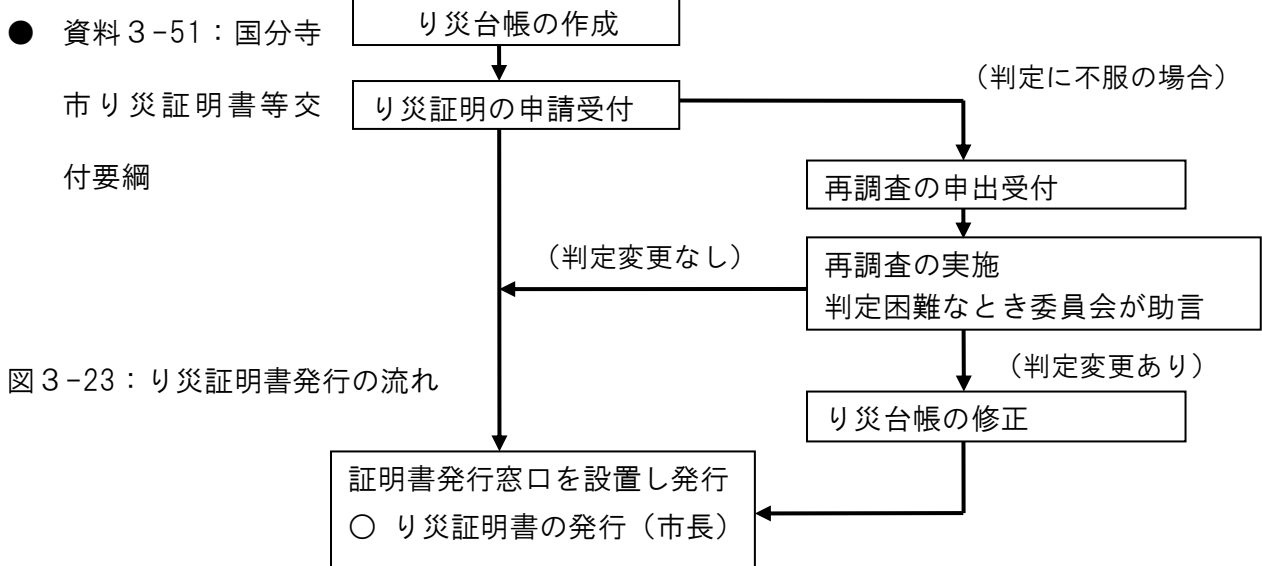 ● 資料３-51：国分寺
市り災証明書等交
付要綱
り災台帳の作成
り災証明の申請受付
（判定に不服の場合）
再調査の申出受付
再調査の実施
判定困難なとき委員会が助言
（判定変更なし）
（判定変更あり）
り災台帳の修正
図３-23：り災証明書発行の流れ
証明書発行窓口を設置し発行
○ り災証明書の発行（市長）